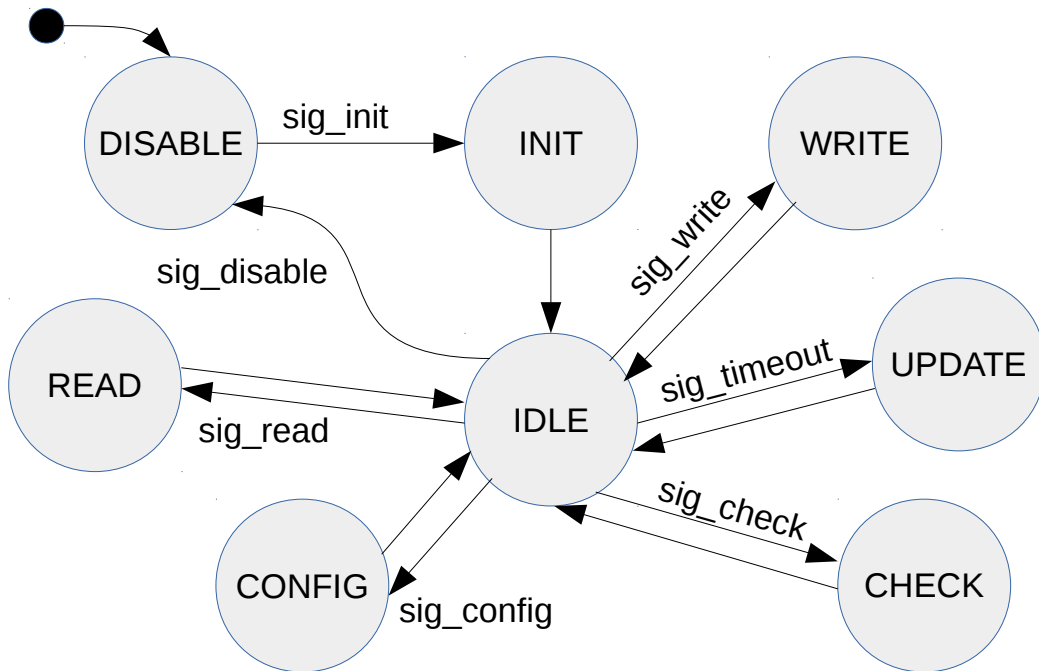 sig_init
DISABLE
INIT
WRITE
sig_write
sig_disable
sig_timeout
UPDATE
READ
IDLE
sig_read
sig_check
CONFIG
CHECK
sig_config